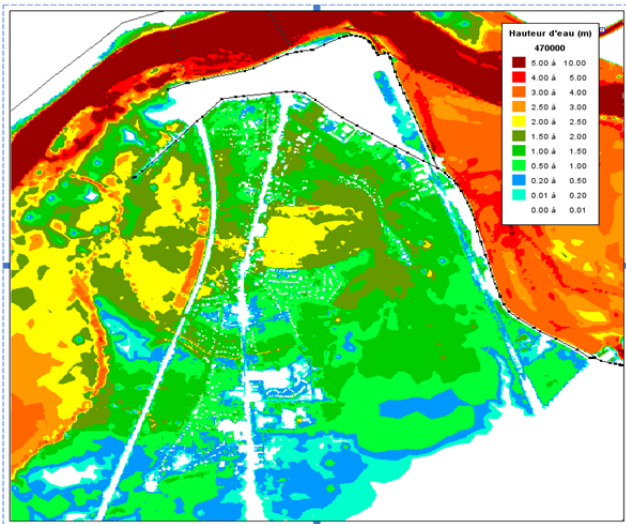 Hauteur d'eau (m)
470000
5.00 à 10.00
4.00 à 5.00
3.00 à 4.00
2.50 à 3.00
2.00 à 2.50
1.50 à 2.00
1.00 à 1.50
0.50 à 1.00
0.20 à 0.50
0.01 à 0.20
0.00 à 0.01